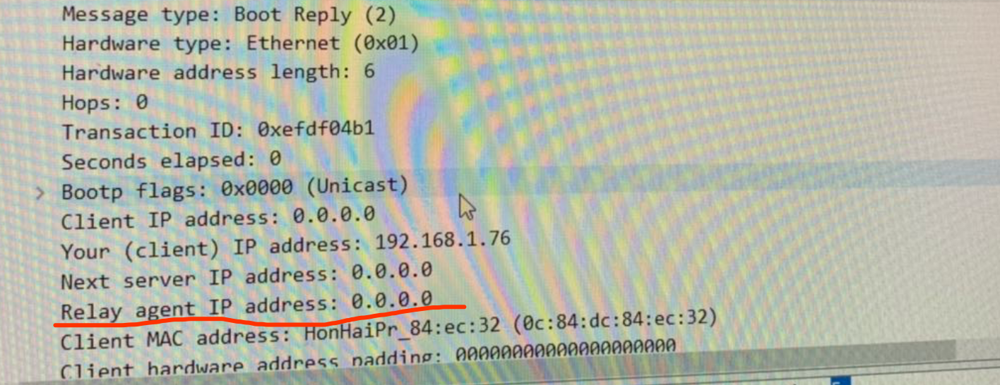 Message type: Boot Reply (2)
Hardware type: Ethernet (0x01)
Hardware address length: 6
Hops: 0
Transaction ID: 0xefdf04b1
Seconds elapsed: 0
> Bootp flags: 0x0000 (Unicast)
Client IP address: 0.0.0.0
Your (client) IP address: 192.168.1.76
Next server IP address: 0.0.0.0
Relay agent IP address: 0.0.0.0
Client MAC address: HonHaiPr_84:ec:32 (0c:84:dc:84:ec:32)
Client hardware address padding: 00000000000000000000